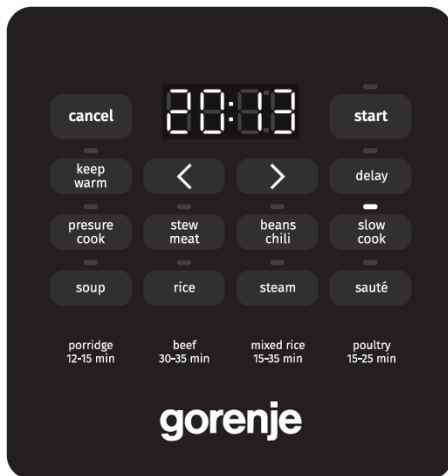 20:13
cancel
start
keep
warm
<
>
delay
presure
cook
stew
meat
beans
chili
slow
cook
soup
rice
steam
sauté
porridge
12-15 min
beef
30-35 min
mixed rice
15-35 min
poultry
15-25 min
gorenje